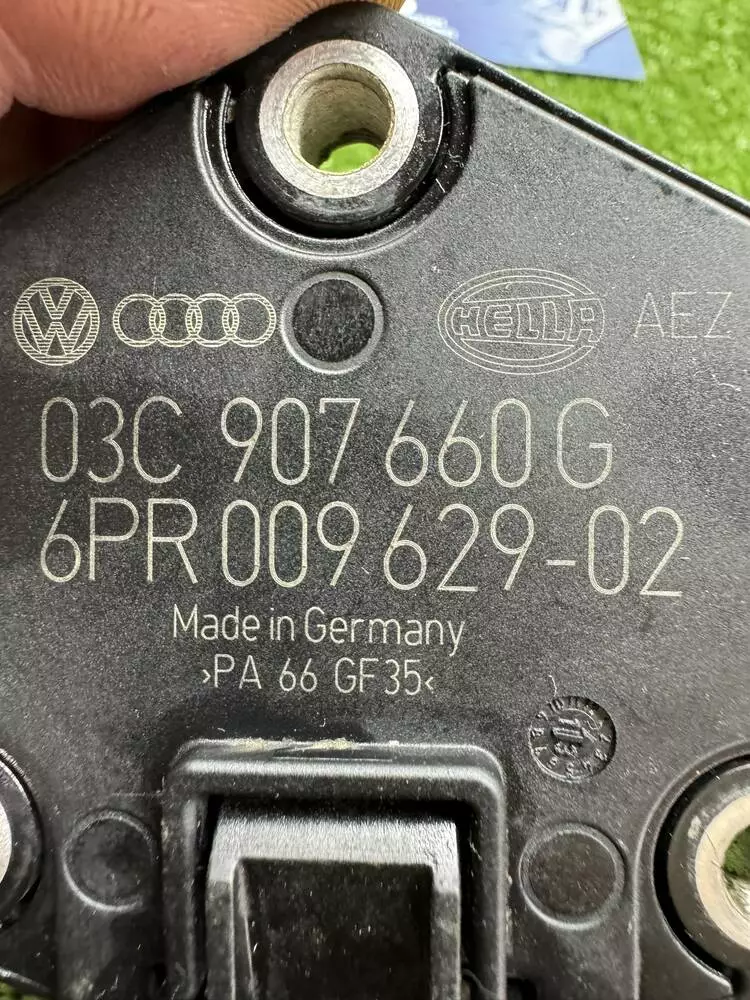 HELLA AEZ
03C 907 660 G
6PR 009 629-02
Made in Germany
>PA 66 GF35<